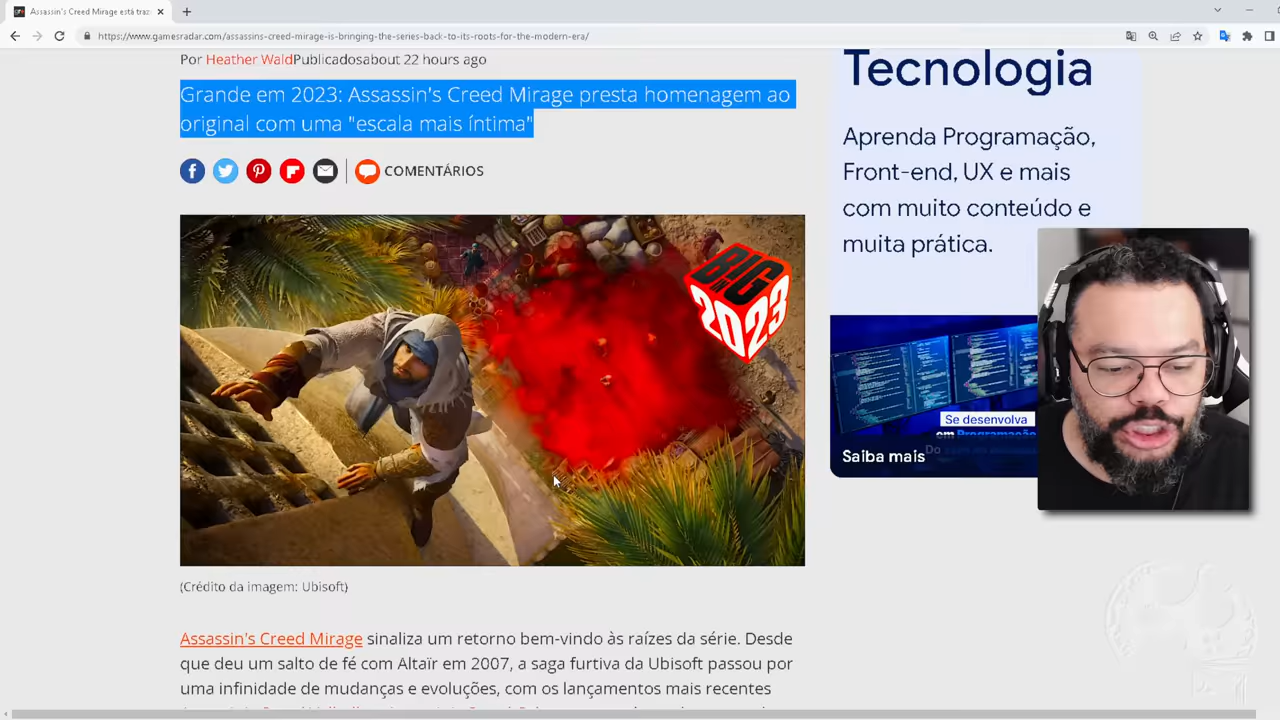 Assassin's Creed Mirage está traz
https://www.gamesradar.com/assassins-creed-mirage-is-bringing-the-series-back-to-its-roots-for-the-modern-era/
Por Heather WaldPublicadosabout 22 hours ago
Grande em 2023: Assassin's Creed Mirage presta homenagem ao
original com uma "escala mais íntima"
COMENTÁRIOS
BIG IN
2023
(Crédito da imagem: Ubisoft)
Assassin's Creed Mirage sinaliza um retorno bem-vindo às raízes da série. Desde
que deu um salto de fé com Altaïr em 2007, a saga furtiva da Ubisoft passou por
uma infinidade de mudanças e evoluções, com os lançamentos mais recentes
Tecnologia
Aprenda Programação,
Front-end, UX e mais
com muito conteúdo e
muita prática.
Se desenvolva
em Programação
Saiba mais